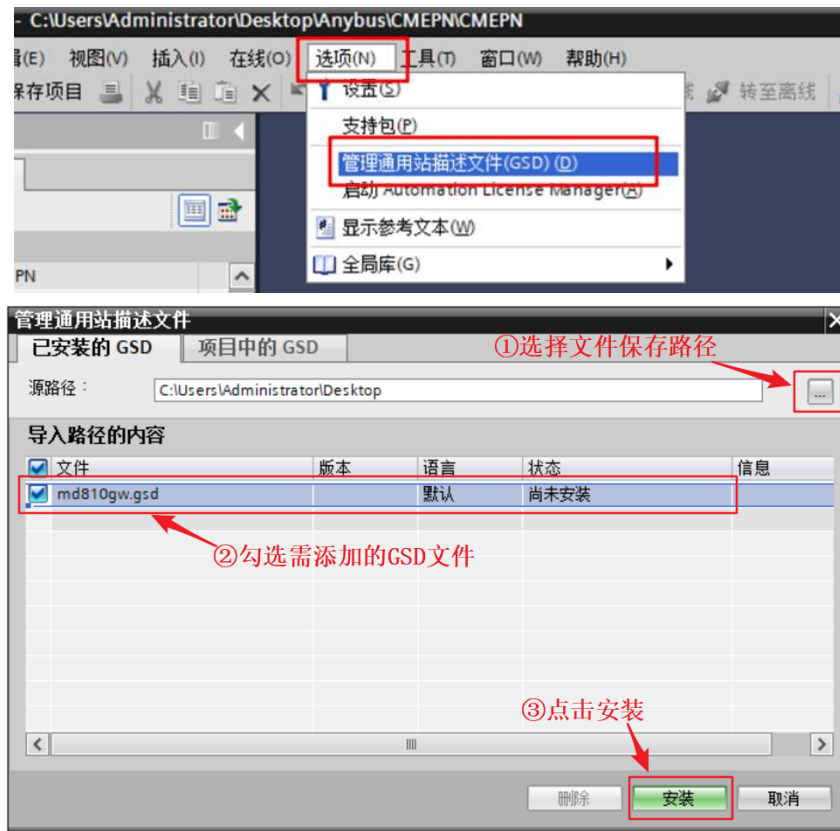 - C:\Users\Administrator\Desktop\Anybus\CMEPN\CMEPN
(E) 视图(V) 插入(I) 在线(O) 选项(N) 工具(T) 窗口(W) 帮助(H)
保存项目 转至离线
设置(S)
支持包(P)
管理通用站描述文件(GSD) (D)
启动 Automation License Manager(A)
显示参考文本(W)
PN
全局库(G)
管理通用站描述文件
已安装的 GSD 项目中的 GSD
①选择文件保存路径
源路径: C:\Users\Administrator\Desktop ...
导入路径的内容
文件 版本 语言 状态 信息
md810gw.gsd 默认 尚未安装
②勾选需添加的GSD文件
③点击安装
删除 安装 取消